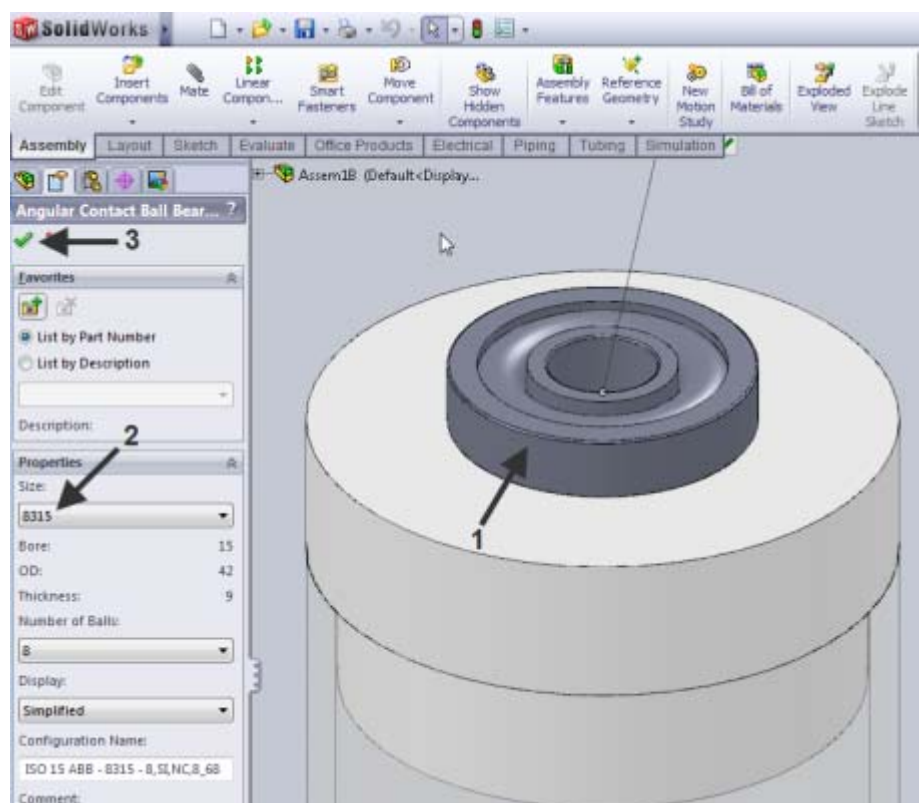 SolidWorks
Edit Component
Insert Components
Mate
Linear Compon...
Smart Fasteners
Move Component
Show Hidden Components
Assembly Features
Reference Geometry
New Motion Study
Bill of Materials
Exploded View
Explode Line Sketch
Assembly Layout Sketch Evaluate Office Products Electrical Piping Tubing Simulation
Assem1B (Default<Display...
Angular Contact Ball Bear... ?
3
Favorites
List by Part Number
List by Description
Description:
2
Properties
Size:
8315
Bore: 15
OD: 42
Thickness: 9
Number of Balls:
8
Display:
Simplified
Configuration Name:
ISO 15 ABB - 8315 - 8,SI,NC,8_68
Comment:
1